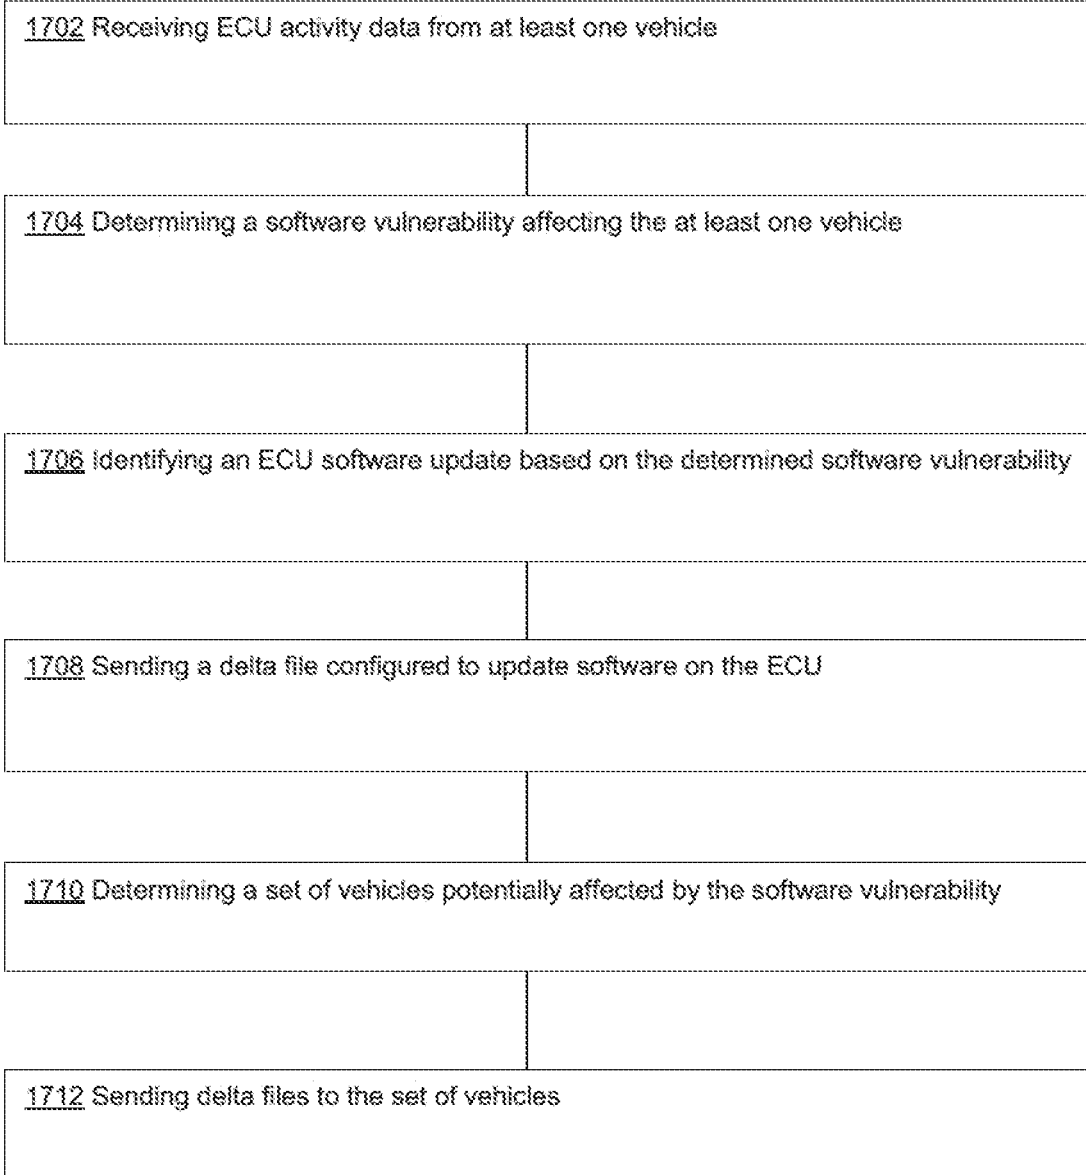 1702 Receiving ECU activity data from at least one vehicle
1704 Determining a software vulnerability affecting the at least one vehicle
1706 Identifying an ECU software update based on the determined software vulnerability
1708 Sending a delta file configured to update software on the ECU
1710 Determining a set of vehicles potentially affected by the software vulnerability
1712 Sending delta files to the set of vehicles